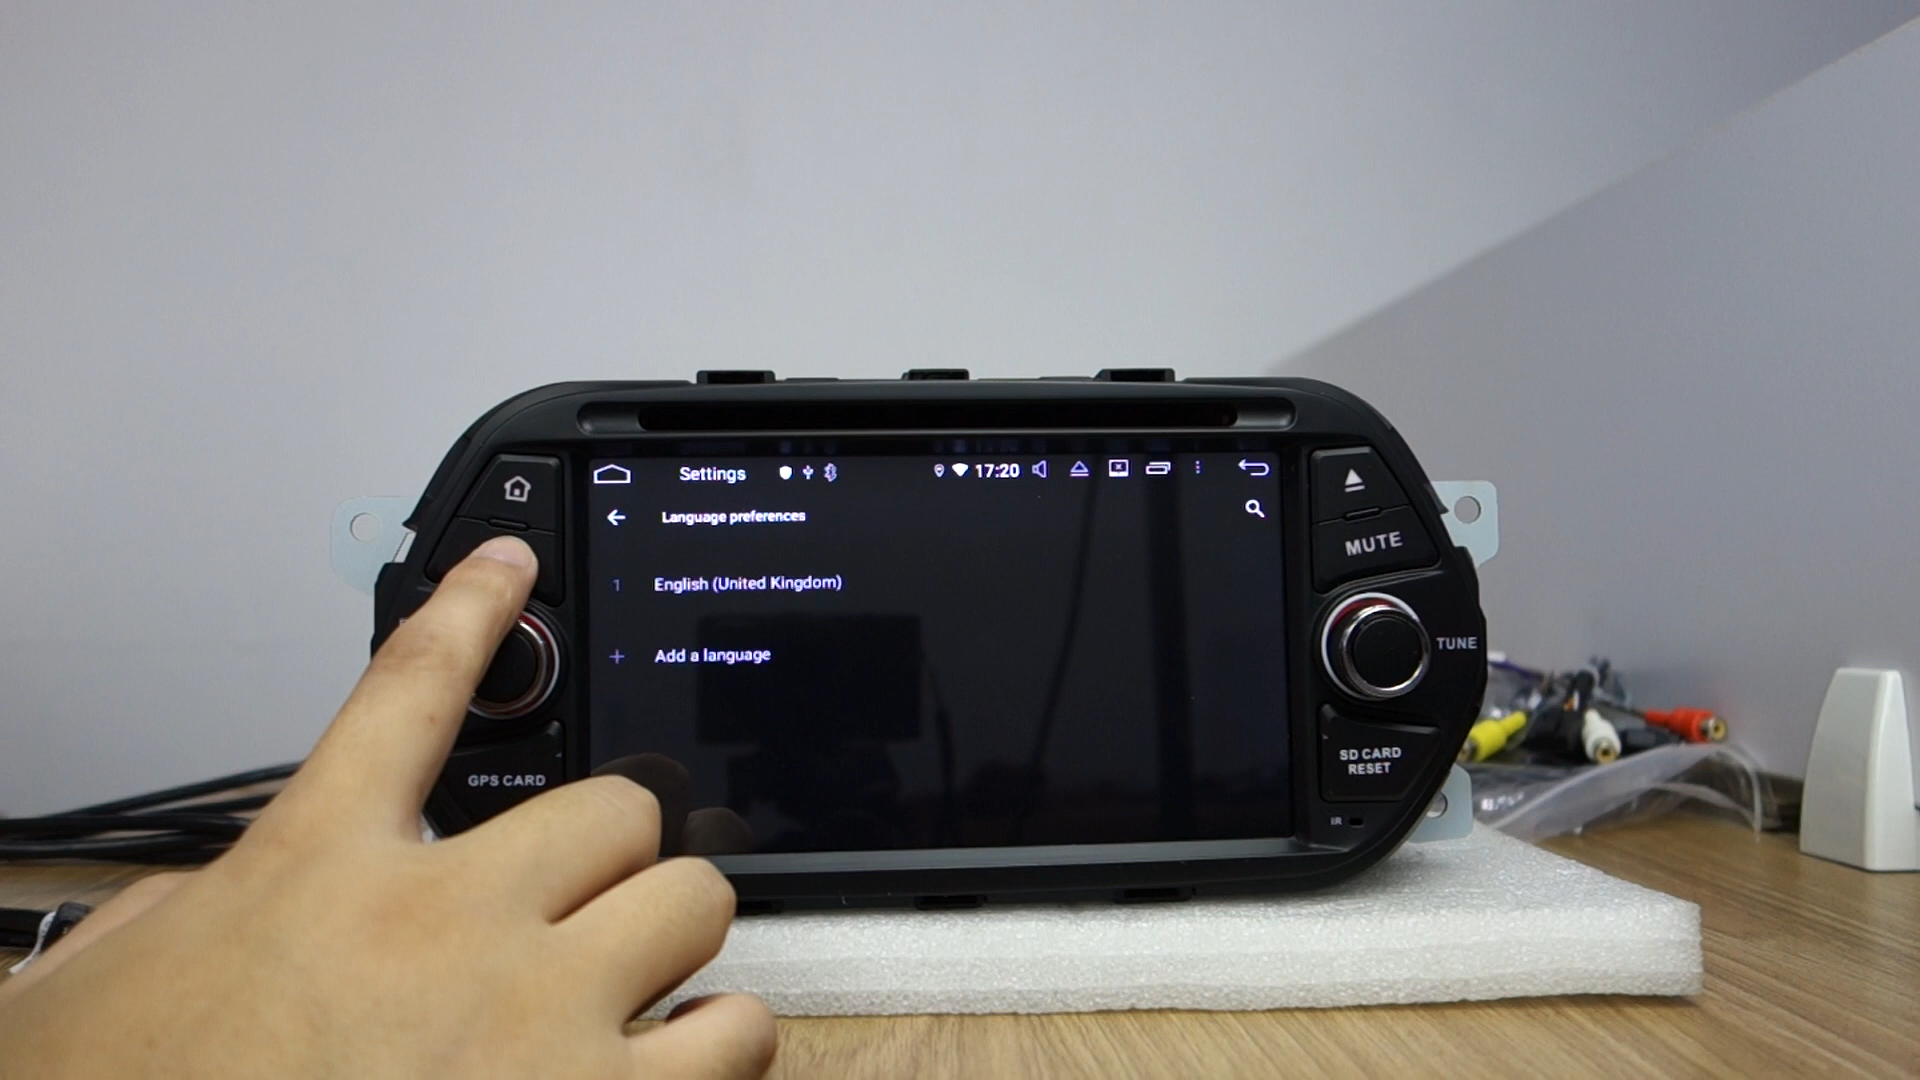 Settings 17:20
Language preferences
1 English (United Kingdom)
+ Add a language
MUTE
TUNE
GPS CARD
SD CARD
RESET
IR